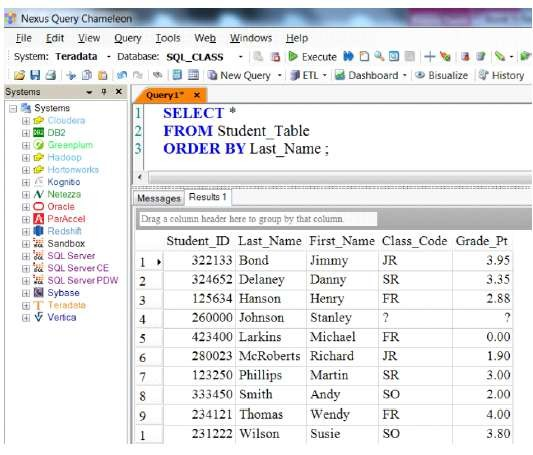 Nexus Query Chameleon
File Edit View Query Tools Web Windows Help
System: Teradata Database: SQL_CLASS Execute
New Query ETL Dashboard Bisualize History
Systems
Systems
Cloudera
DB2
Greenplum
Hadoop
Hortonworks
Kognitio
Netezza
Oracle
ParAccel
Redshift
Sandbox
SQL Server
SQL Server CE
SQL Server PDW
Sybase
Teradata
Vertica
Query1*
1 SELECT *
2 FROM Student_Table
3 ORDER BY Last_Name ;
Messages Results 1
Drag a column header here to group by that column.
Student_ID Last_Name First_Name Class_Code Grade_Pt
1 322133 Bond Jimmy JR 3.95
2 324652 Delaney Danny SR 3.35
3 125634 Hanson Henry FR 2.88
4 260000 Johnson Stanley ? ?
5 423400 Larkins Michael FR 0.00
6 280023 McRoberts Richard JR 1.90
7 123250 Phillips Martin SR 3.00
8 333450 Smith Andy SO 2.00
9 234121 Thomas Wendy FR 4.00
1 231222 Wilson Susie SO 3.80